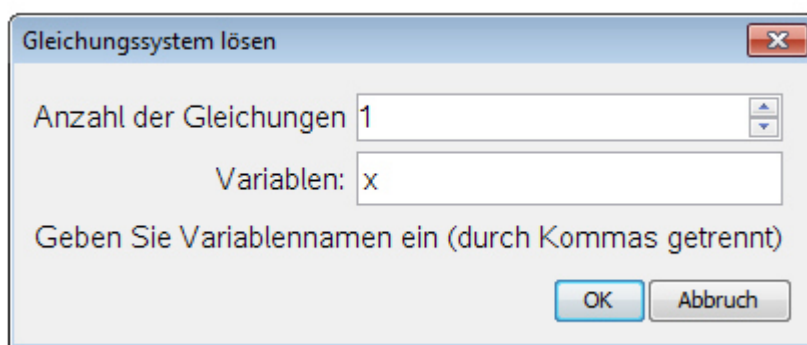 Gleichungssystem lösen
Anzahl der Gleichungen 1
Variablen: x
Geben Sie Variablennamen ein (durch Kommas getrennt)
OK Abbruch